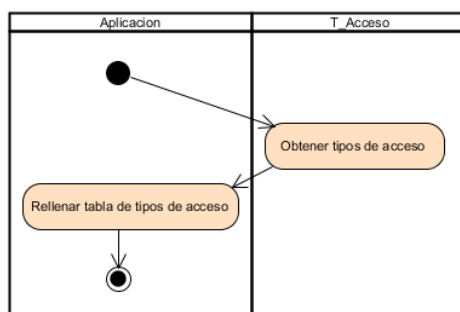 Aplicacion
T_Acceso
Obtener tipos de acceso
Rellenar tabla de tipos de acceso